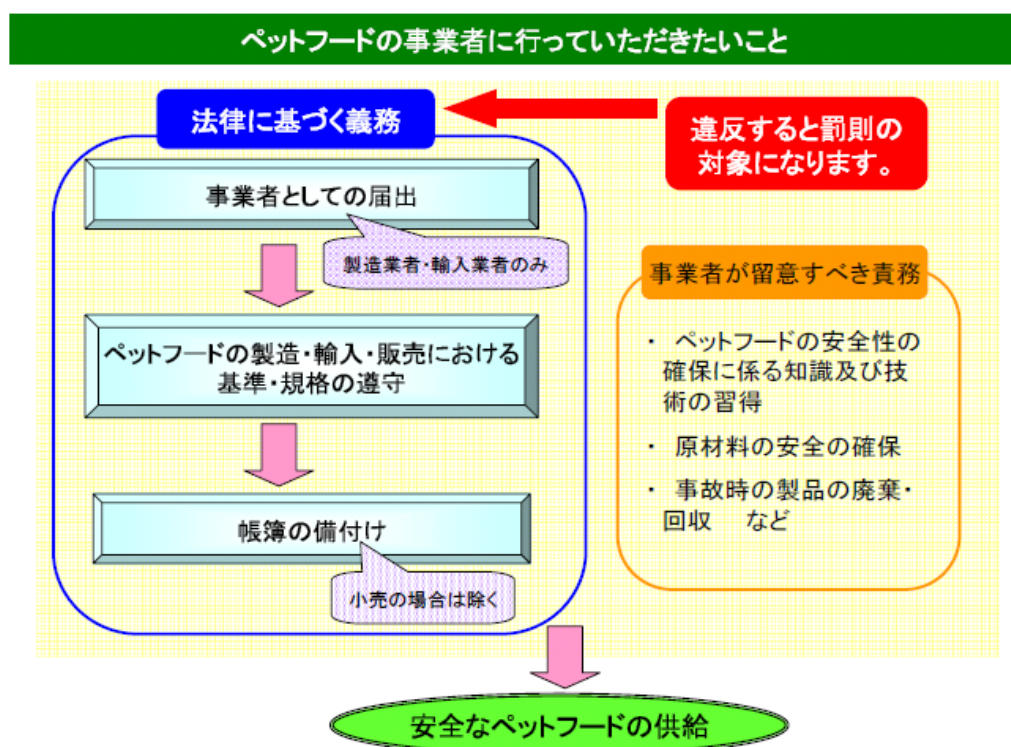 ペットフードの事業者に行っていただきたいこと
法律に基づく義務
違反すると罰則の
対象になります。
事業者としての届出
製造業者・輸入業者のみ
ペットフードの製造・輸入・販売における
基準・規格の遵守
帳簿の備付け
小売の場合は除く
事業者が留意すべき責務
・ ペットフードの安全性の
確保に係る知識及び技
術の習得
・ 原材料の安全の確保
・ 事故時の製品の廃棄・
回収 など
安全なペットフードの供給